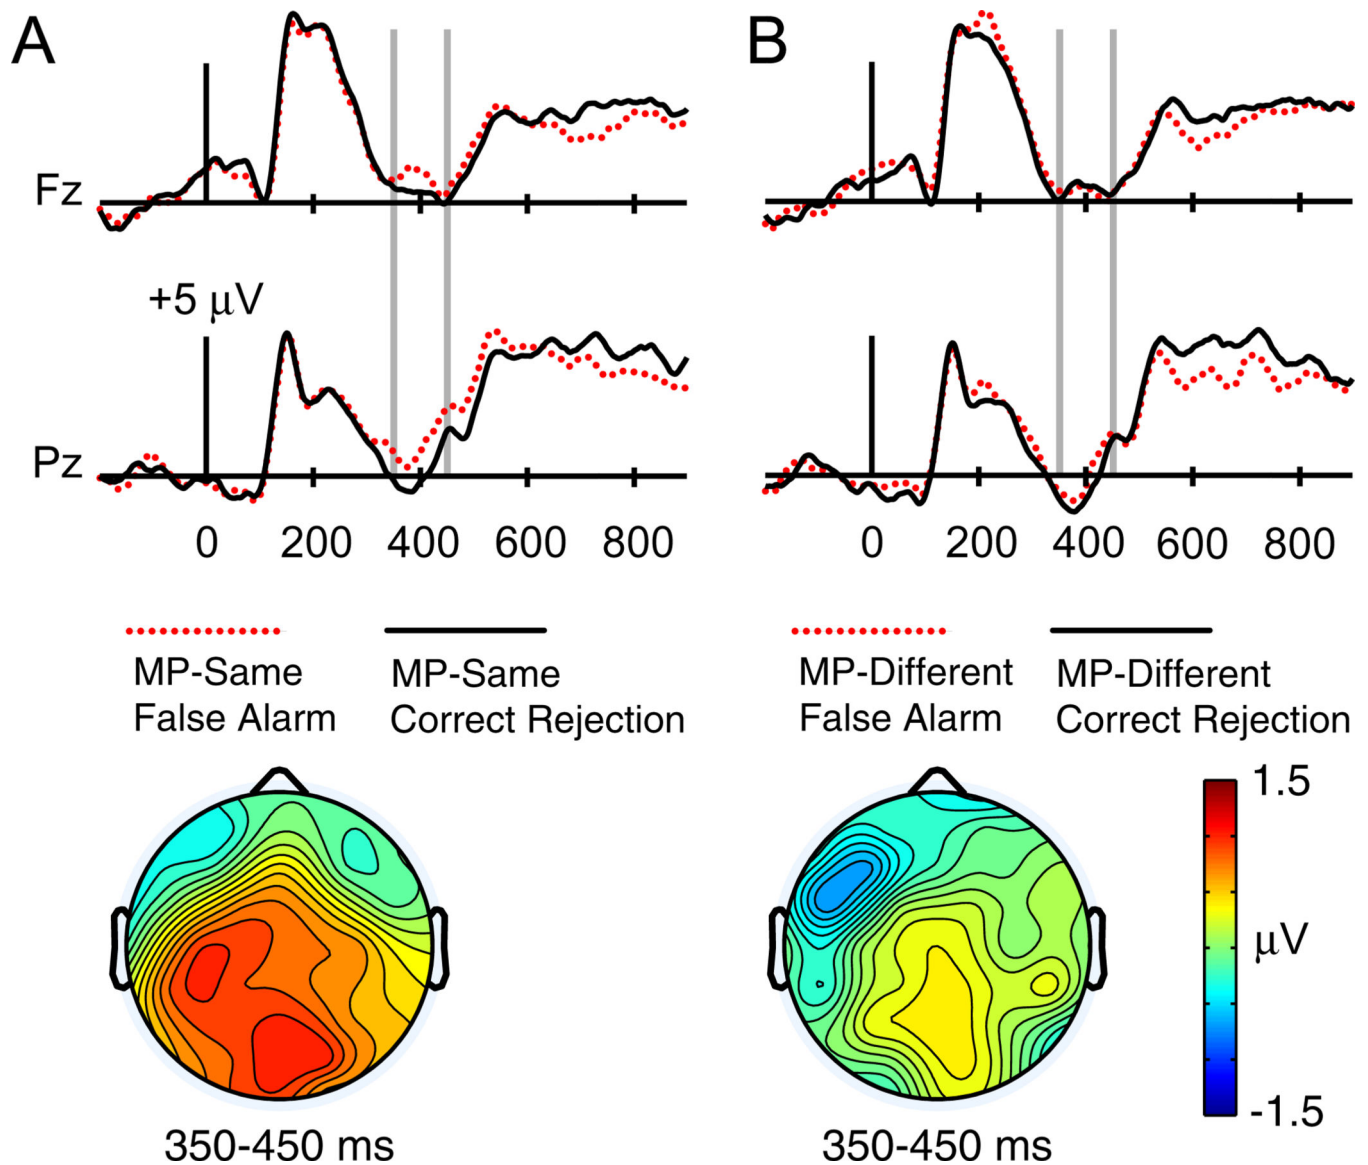 A
B
Fz
+5 μV
Pz
0 200 400 600 800
0 200 400 600 800
MP-Same
False Alarm
MP-Same
Correct Rejection
MP-Different
False Alarm
MP-Different
Correct Rejection
1.5
μV
-1.5
350-450 ms
350-450 ms